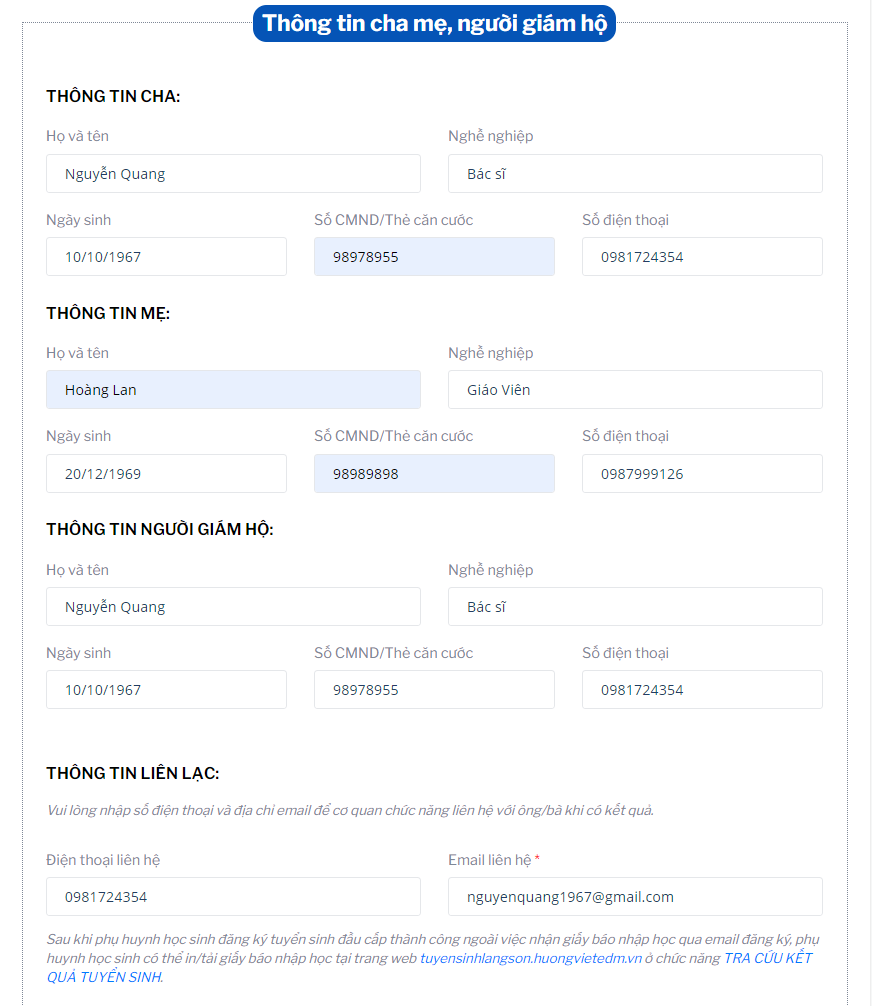 Thông tin cha mẹ, người giám hộ
THÔNG TIN CHA:
Họ và tên
Nghề nghiệp
Nguyễn Quang
Bác sĩ
Ngày sinh
Số CMND/Thẻ căn cước
Số điện thoại
10/10/1967
98978955
0981724354
THÔNG TIN MẸ:
Họ và tên
Nghề nghiệp
Hoàng Lan
Giáo Viên
Ngày sinh
Số CMND/Thẻ căn cước
Số điện thoại
20/12/1969
98989898
0987999126
THÔNG TIN NGƯỜI GIÁM HỘ:
Họ và tên
Nghề nghiệp
Nguyễn Quang
Bác sĩ
Ngày sinh
Số CMND/Thẻ căn cước
Số điện thoại
10/10/1967
98978955
0981724354
THÔNG TIN LIÊN LẠC:
Vui lòng nhập số điện thoại và địa chỉ email để cơ quan chức năng liên hệ với ông/bà khi có kết quả.
Điện thoại liên hệ
Email liên hệ *
0981724354
nguyenquang1967@gmail.com
Sau khi phụ huynh học sinh đăng ký tuyển sinh đầu cấp thành công ngoài việc nhận giấy báo nhập học qua email đăng ký, phụ
huynh học sinh có thể in/tải giấy báo nhập học tại trang web tuyensinhlangson.huongvietedm.vn ở chức năng TRA CỨU KẾT
QUẢ TUYỂN SINH.